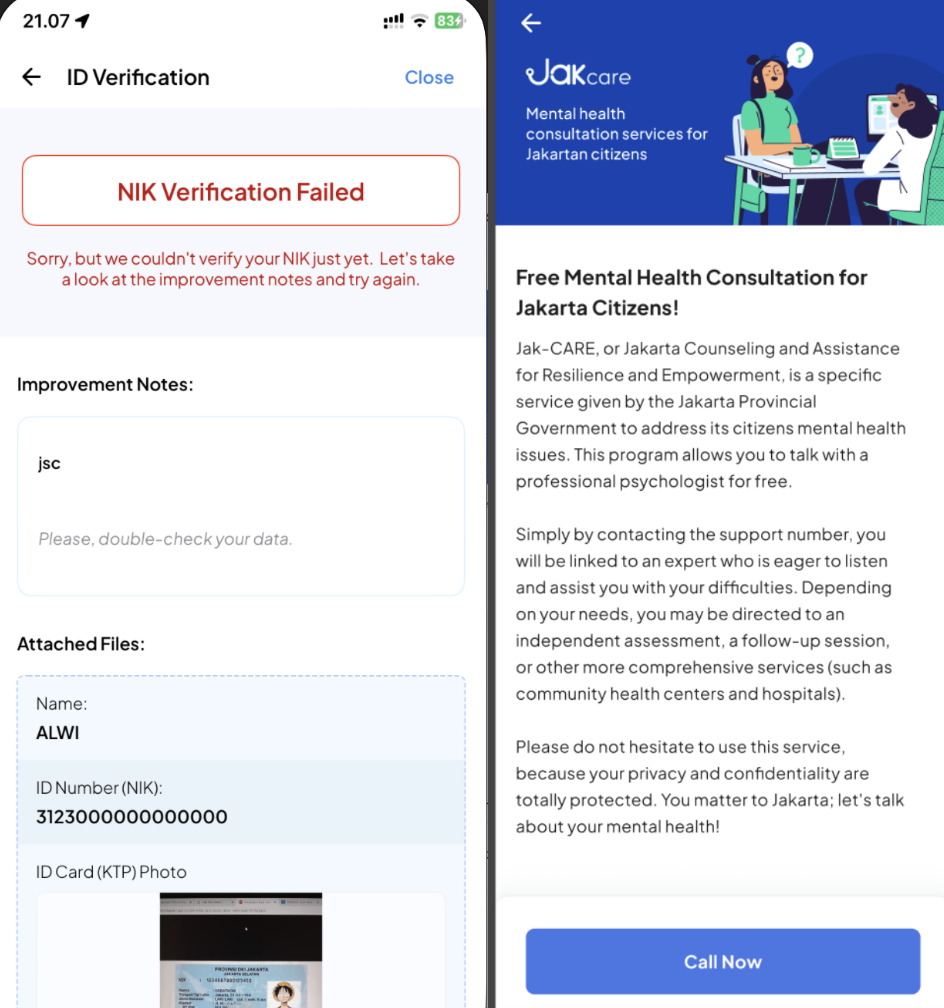 21.07
83
ID Verification
Close
NIK Verification Failed
Sorry, but we couldn't verify your NIK just yet. Let's take
a look at the improvement notes and try again.
Improvement Notes:
jsc
Please, double-check your data.
Attached Files:
Name:
ALWI
ID Number (NIK):
3123000000000000
ID Card (KTP) Photo
PROVINSI DKI JAKARTA
JAKARTA SELATAN
NIK
Jakcare
Mental health
consultation services for
Jakartan citizens
?
Free Mental Health Consultation for
Jakarta Citizens!
Jak-CARE, or Jakarta Counseling and Assistance
for Resilience and Empowerment, is a specific
service given by the Jakarta Provincial
Government to address its citizens mental health
issues. This program allows you to talk with a
professional psychologist for free.
Simply by contacting the support number, you
will be linked to an expert who is eager to listen
and assist you with your difficulties. Depending
on your needs, you may be directed to an
independent assessment, a follow-up session,
or other more comprehensive services (such as
community health centers and hospitals).
Please do not hesitate to use this service,
because your privacy and confidentiality are
totally protected. You matter to Jakarta; let's talk
about your mental health!
Call Now